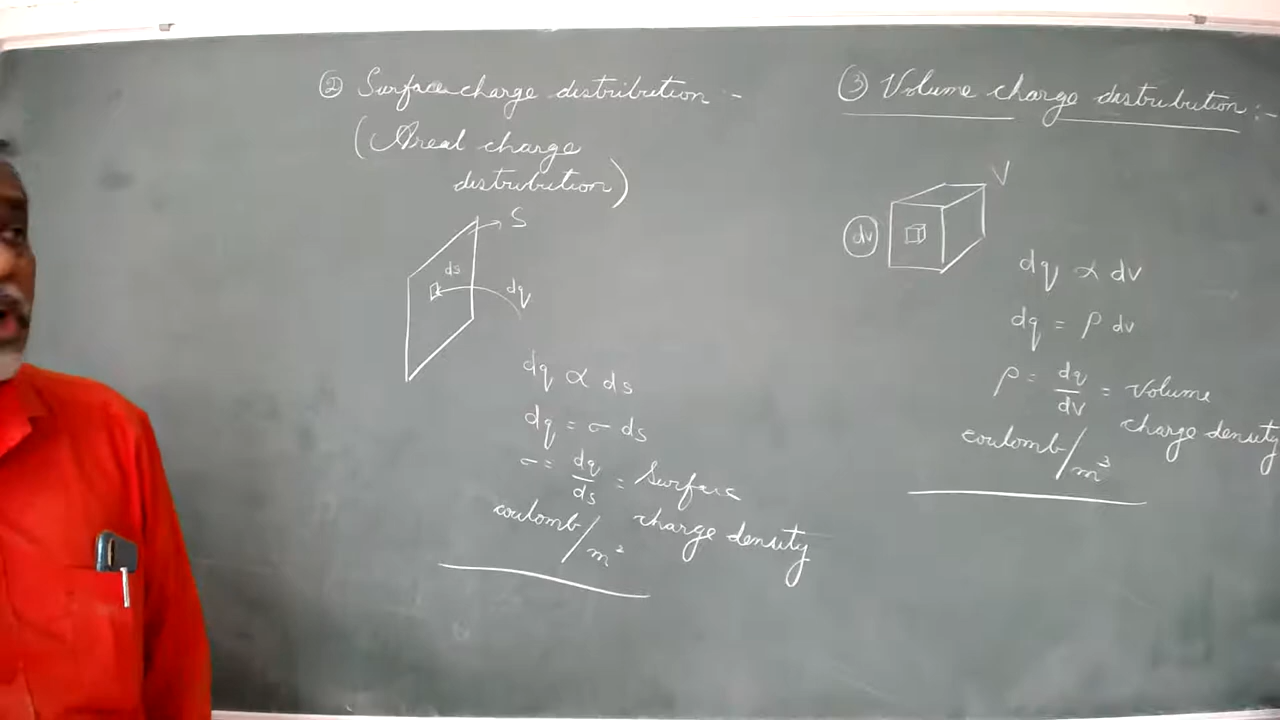 ② Surface charge distribution :-
(Areal charge
distribution)
S
ds
dq
dq ∝ ds
dq = σ ds
σ = dq/ds = Surface
charge density
coulomb/m²
③ Volume charge distribution :-
V
dv
dq ∝ dv
dq = ρ dv
ρ = dq/dv = Volume
charge density
coulomb/m³